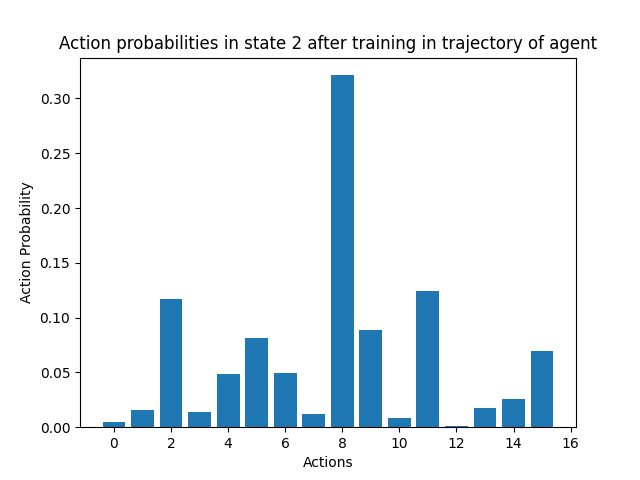 Action probabilities in state 2 after training in trajectory of agent
0.30
0.25
0.20
0.15
0.10
0.05
0.00
Action Probability
0 2 4 6 8 10 12 14 16
Actions